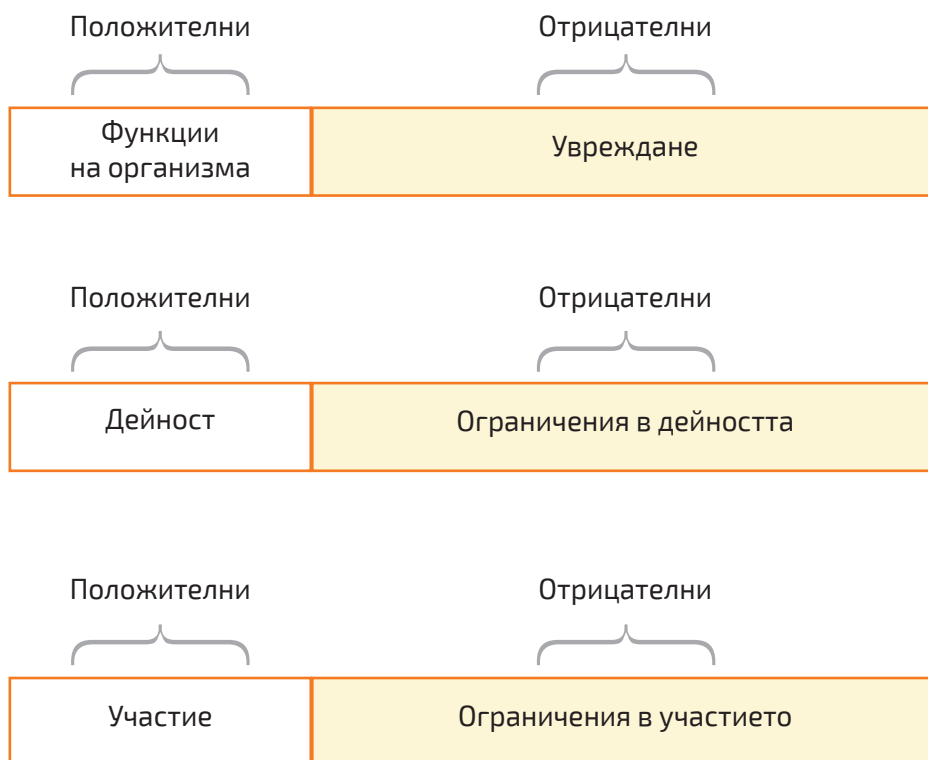 Положителни
Отрицателни
Функции
на организма
Увреждане
Положителни
Отрицателни
Дейност
Ограничения в дейността
Положителни
Отрицателни
Участие
Ограничения в участието